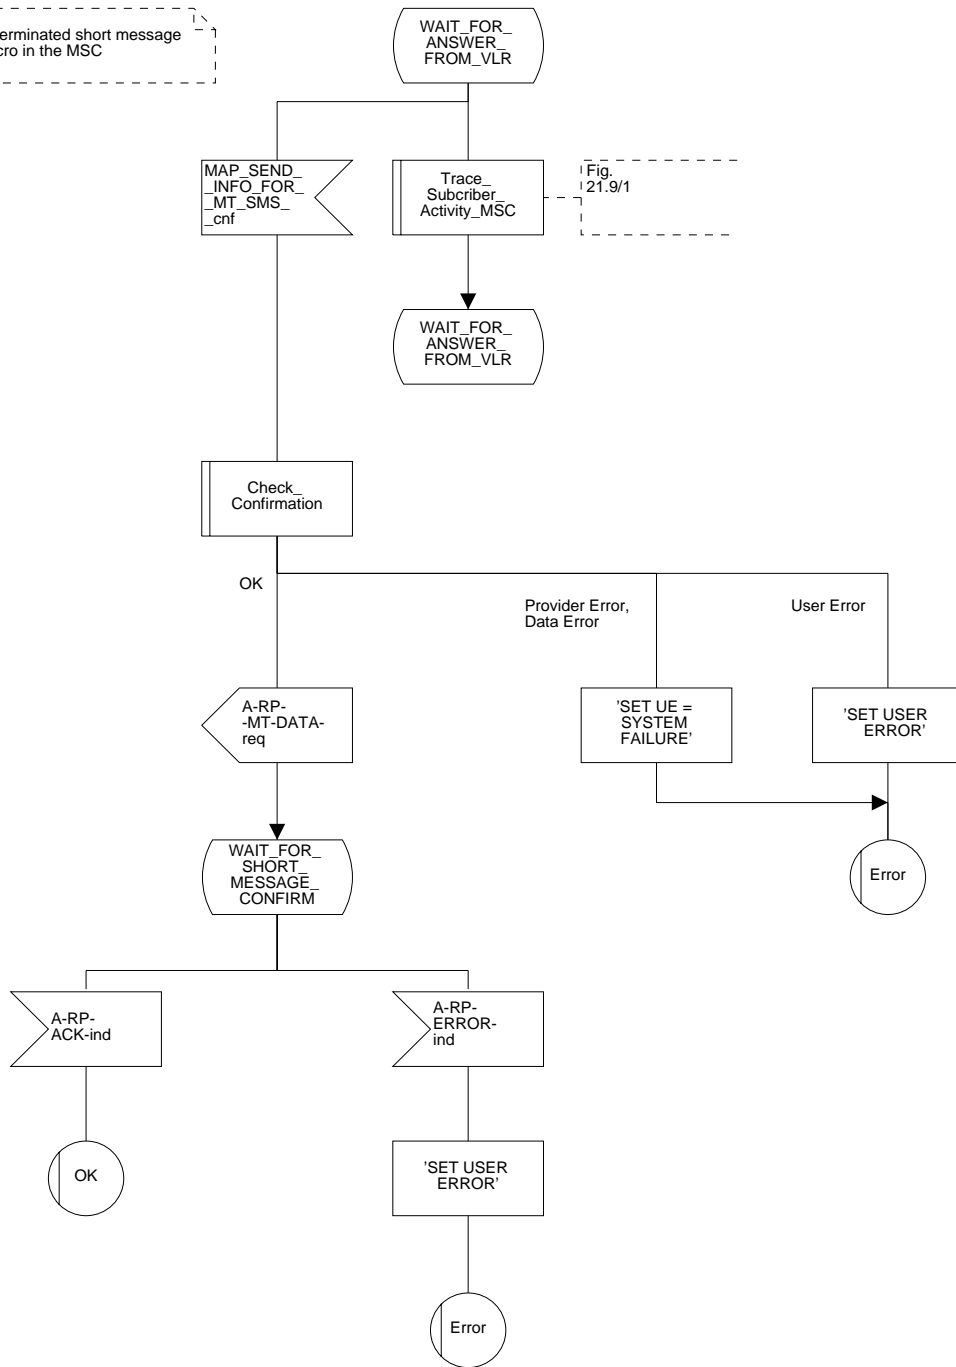 erminated short message
cro in the MSC
WAIT_FOR_
ANSWER_
FROM_VLR
MAP_SEND_
_INFO_FOR_
_MT_SMS_
_cnf
Trace_
Subcriber_
Activity_MSC
Fig.
21.9/1
WAIT_FOR_
ANSWER_
FROM_VLR
Check_
Confirmation
OK
Provider Error,
Data Error
User Error
A-RP-
-MT-DATA-
req
'SET UE =
SYSTEM
FAILURE'
'SET USER
ERROR'
WAIT_FOR_
SHORT_
MESSAGE_
CONFIRM
Error
A-RP-
ACK-ind
A-RP-
ERROR-
ind
OK
'SET USER
ERROR'
Error